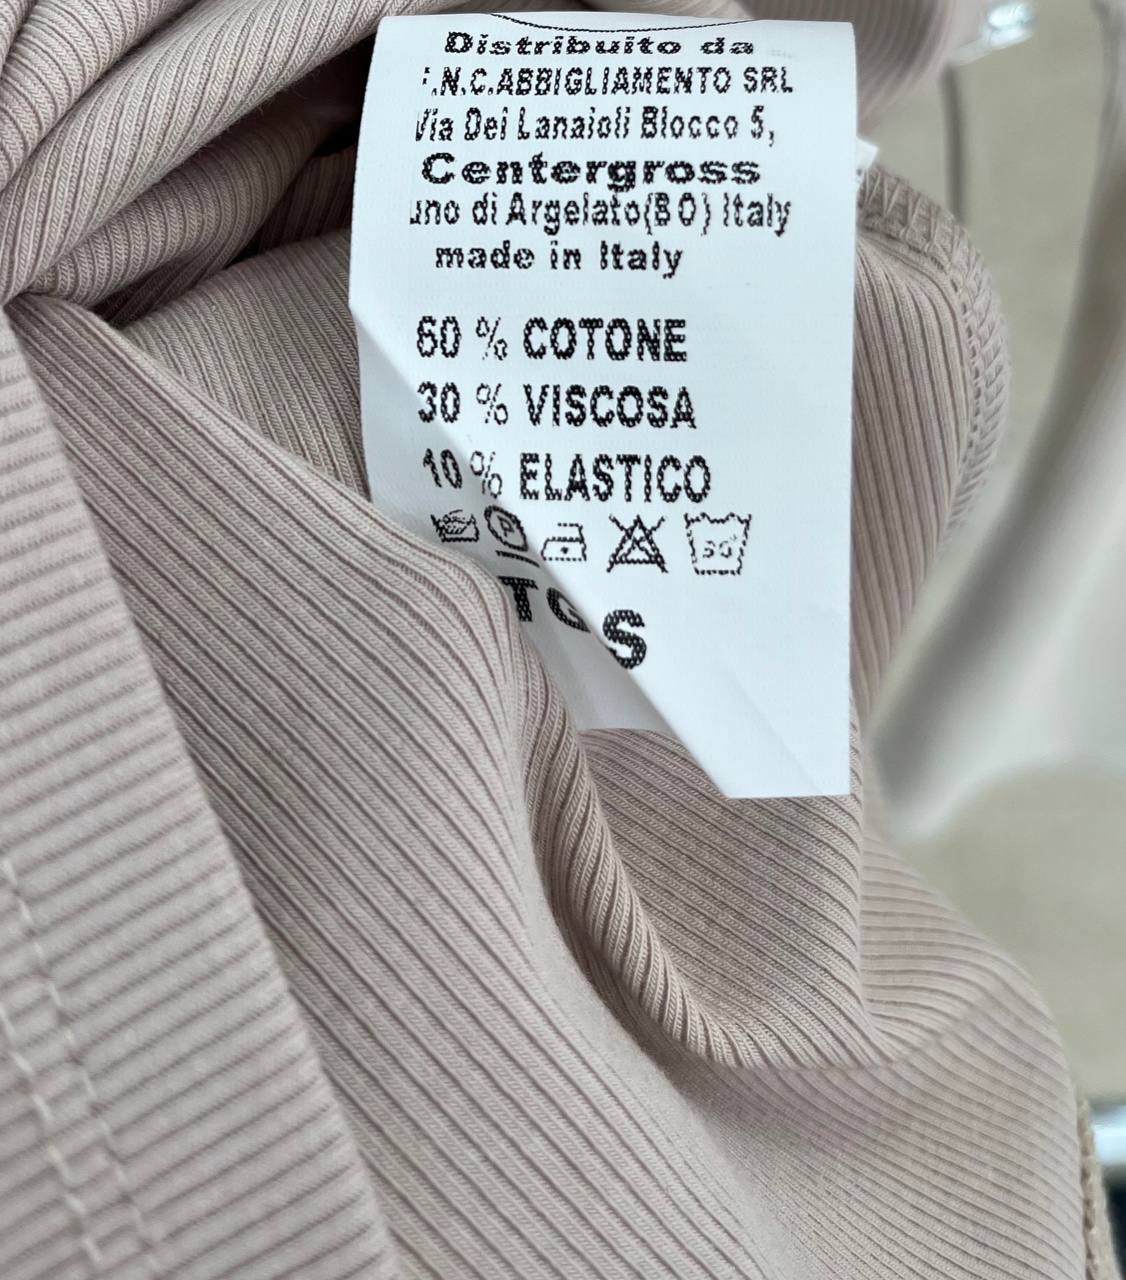 Distribuito da
.N.C.ABBIGLIAMENTO SRL
Via Dei Lanaioli Blocco 5,
Centergross
di Argelato(BO) Italy
made in Italy
60 % COTONE
30 % VISCOSA
10 % ELASTICO
P 30°
TG S